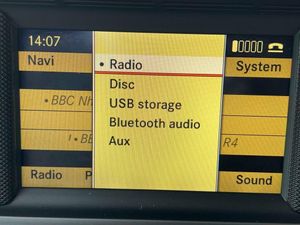 14:07
Navi
• Radio
System
Disc
• BBC
USB storage
Bluetooth audio
R4
Aux
Radio
Sound